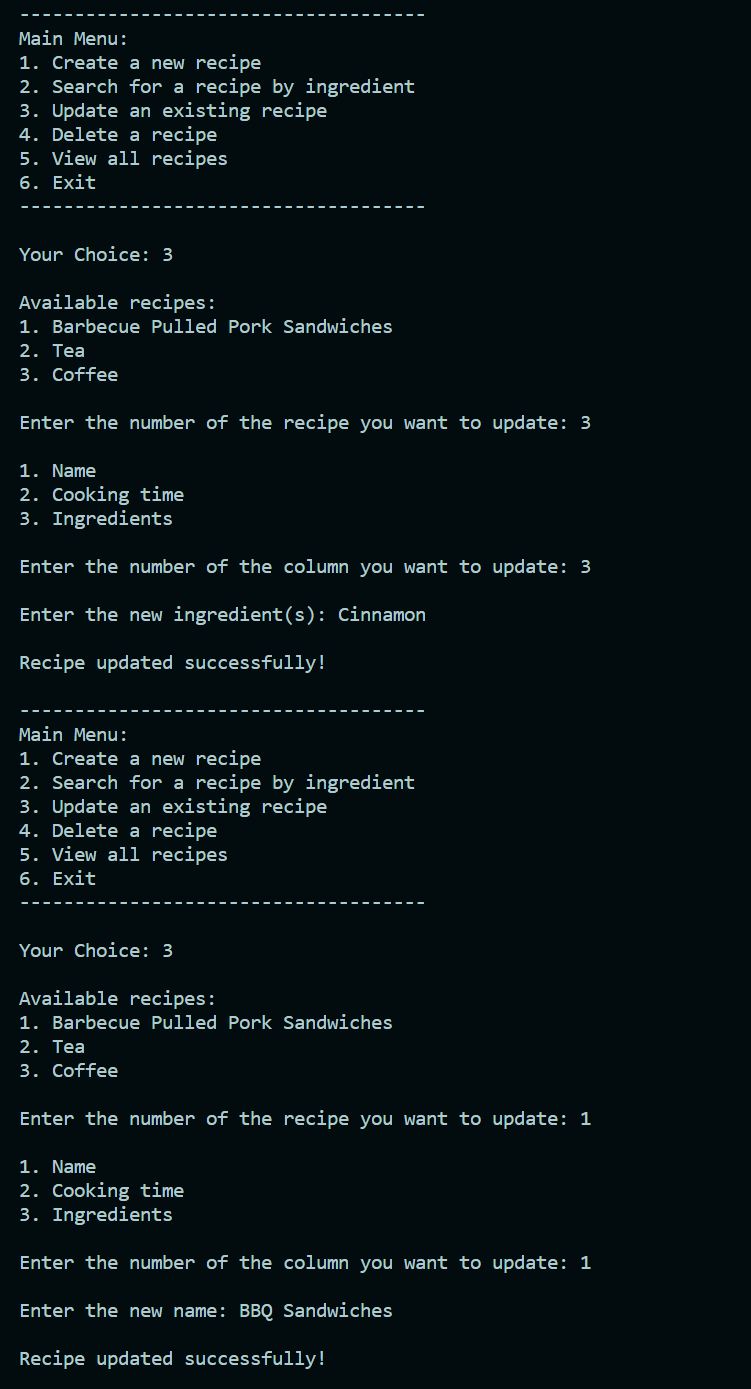 -------------------------------------
Main Menu:
1. Create a new recipe
2. Search for a recipe by ingredient
3. Update an existing recipe
4. Delete a recipe
5. View all recipes
6. Exit
-------------------------------------
Your Choice: 3
Available recipes:
1. Barbecue Pulled Pork Sandwiches
2. Tea
3. Coffee
Enter the number of the recipe you want to update: 3
1. Name
2. Cooking time
3. Ingredients
Enter the number of the column you want to update: 3
Enter the new ingredient(s): Cinnamon
Recipe updated successfully!
-------------------------------------
Main Menu:
1. Create a new recipe
2. Search for a recipe by ingredient
3. Update an existing recipe
4. Delete a recipe
5. View all recipes
6. Exit
-------------------------------------
Your Choice: 3
Available recipes:
1. Barbecue Pulled Pork Sandwiches
2. Tea
3. Coffee
Enter the number of the recipe you want to update: 1
1. Name
2. Cooking time
3. Ingredients
Enter the number of the column you want to update: 1
Enter the new name: BBQ Sandwiches
Recipe updated successfully!